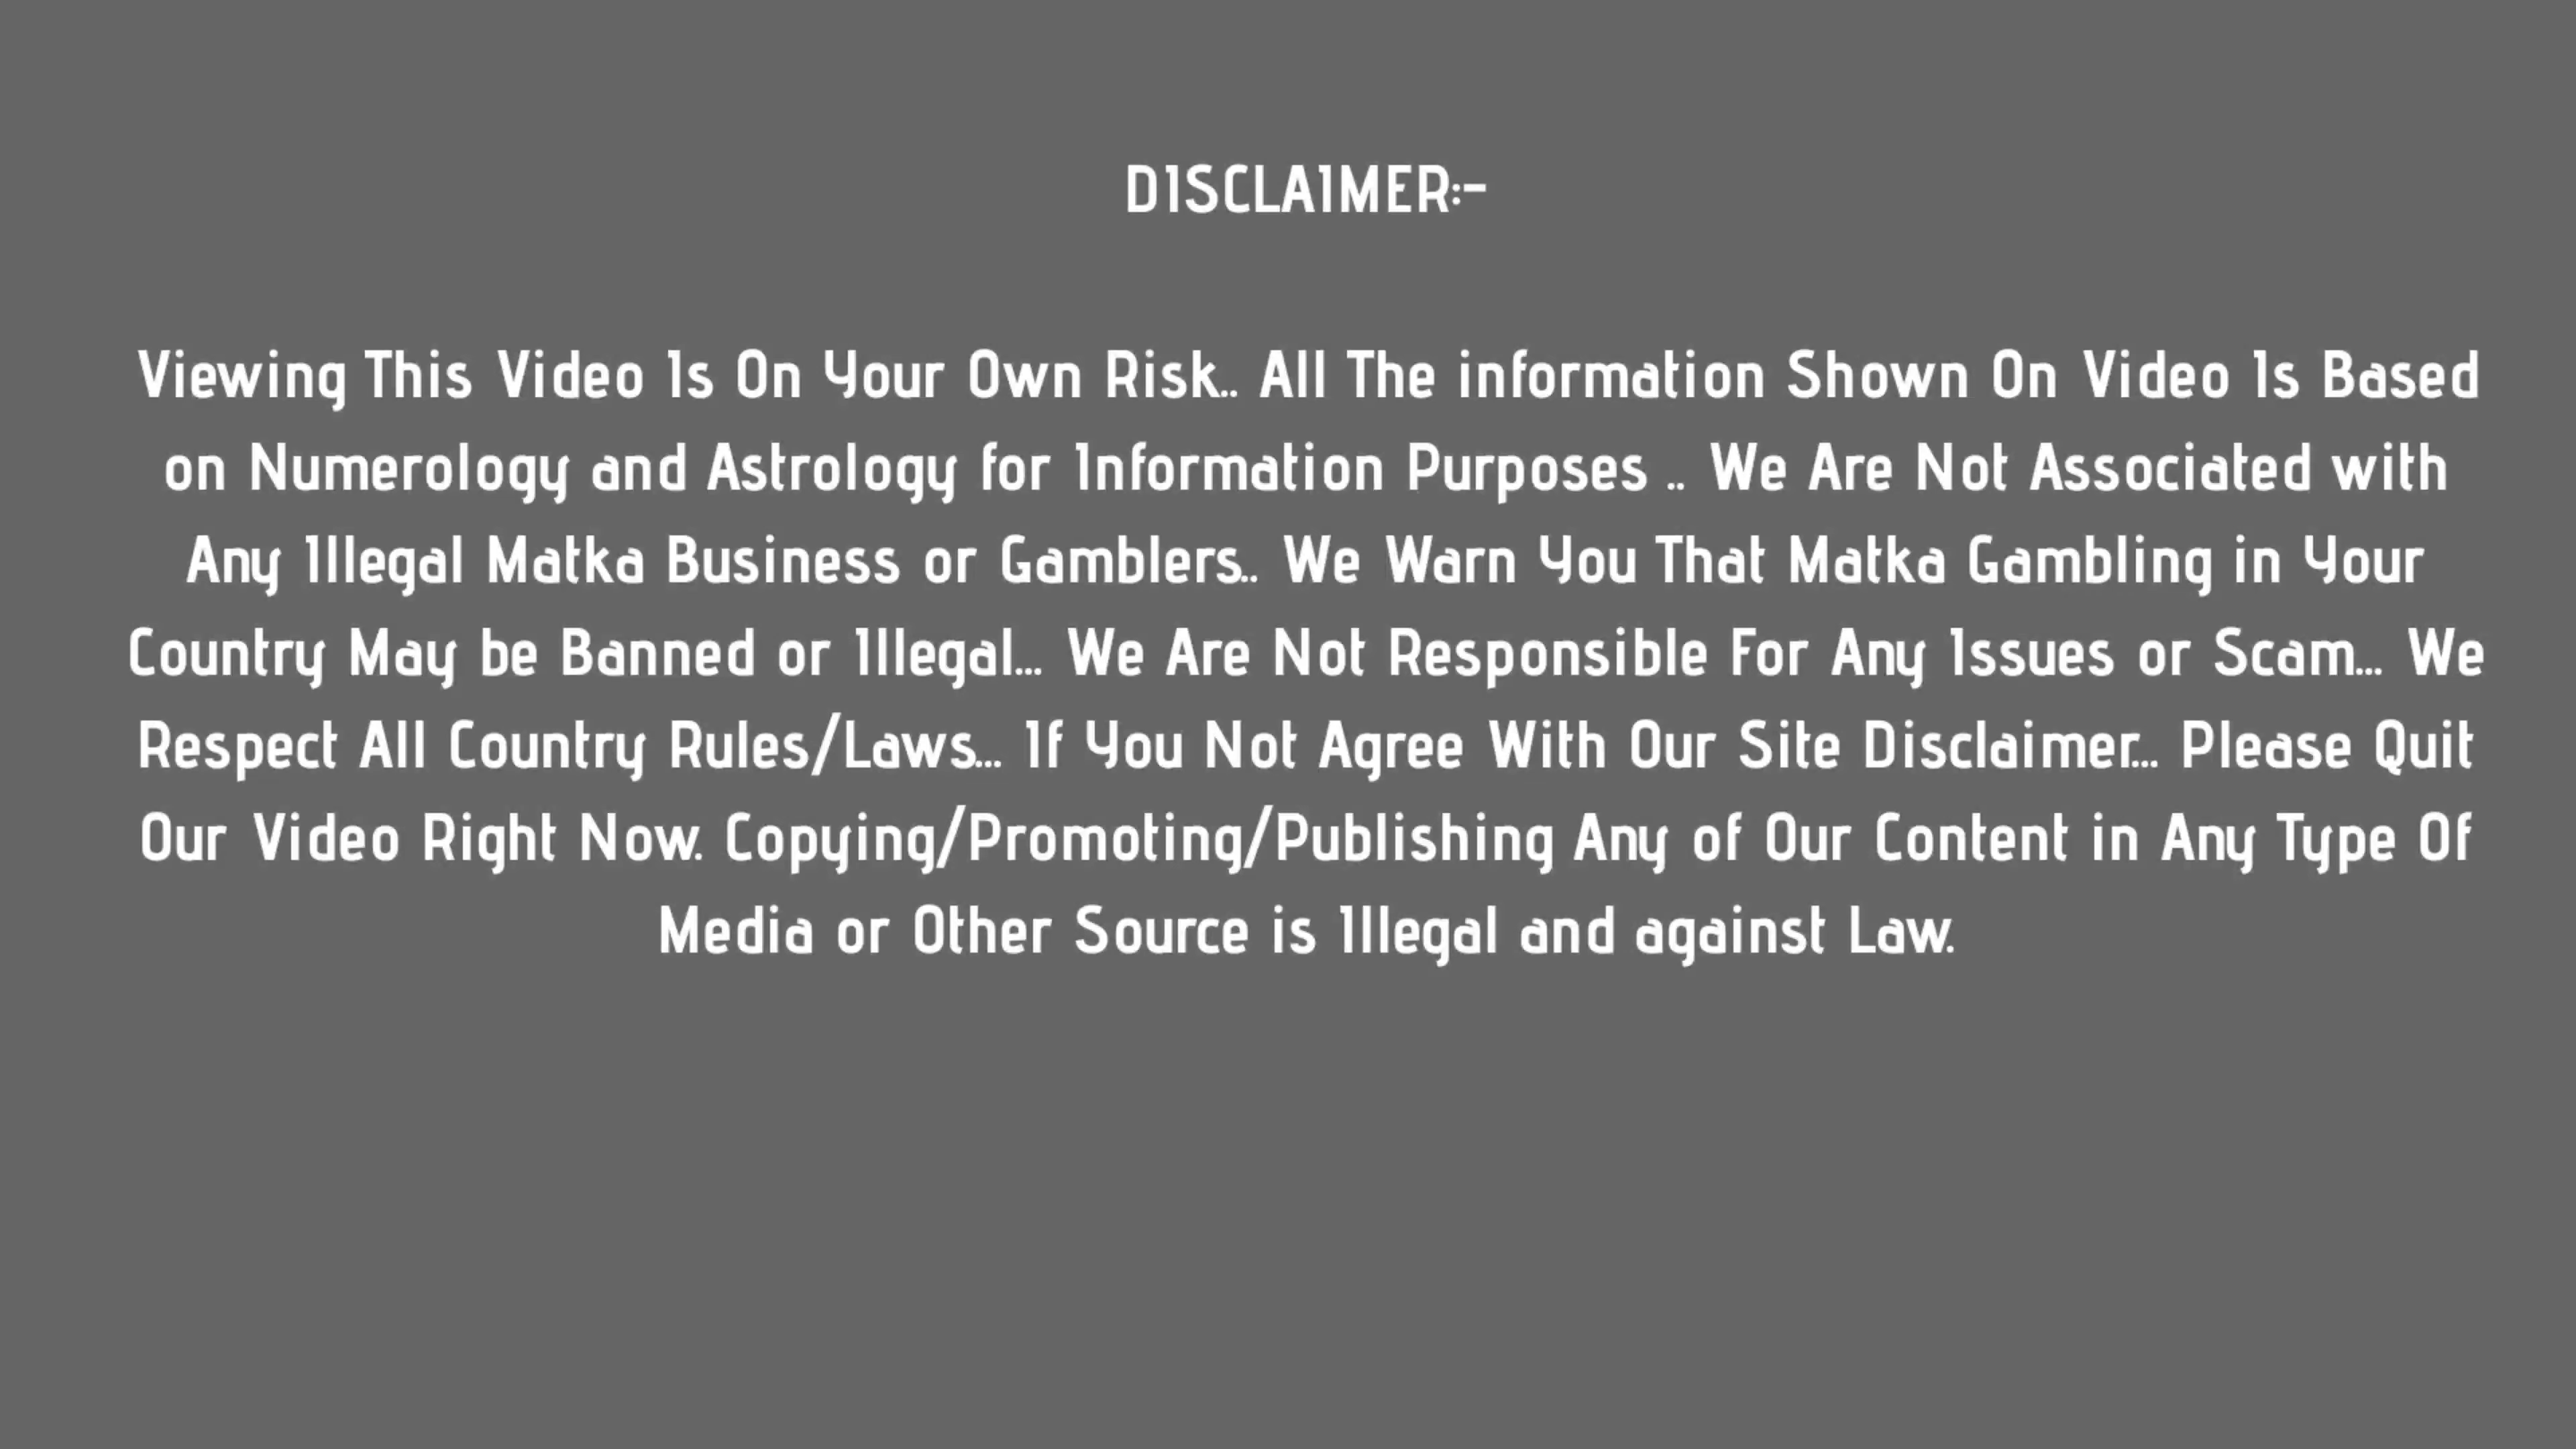 DISCLAIMER:-
Viewing This Video Is On Your Own Risk.. All The information Shown On Video Is Based
on Numerology and Astrology for Information Purposes .. We Are Not Associated with
Any Illegal Matka Business or Gamblers.. We Warn You That Matka Gambling in Your
Country May be Banned or Illegal... We Are Not Responsible For Any Issues or Scam... We
Respect All Country Rules/Laws... If You Not Agree With Our Site Disclaimer... Please Quit
Our Video Right Now. Copying/Promoting/Publishing Any of Our Content in Any Type Of
Media or Other Source is Illegal and against Law.